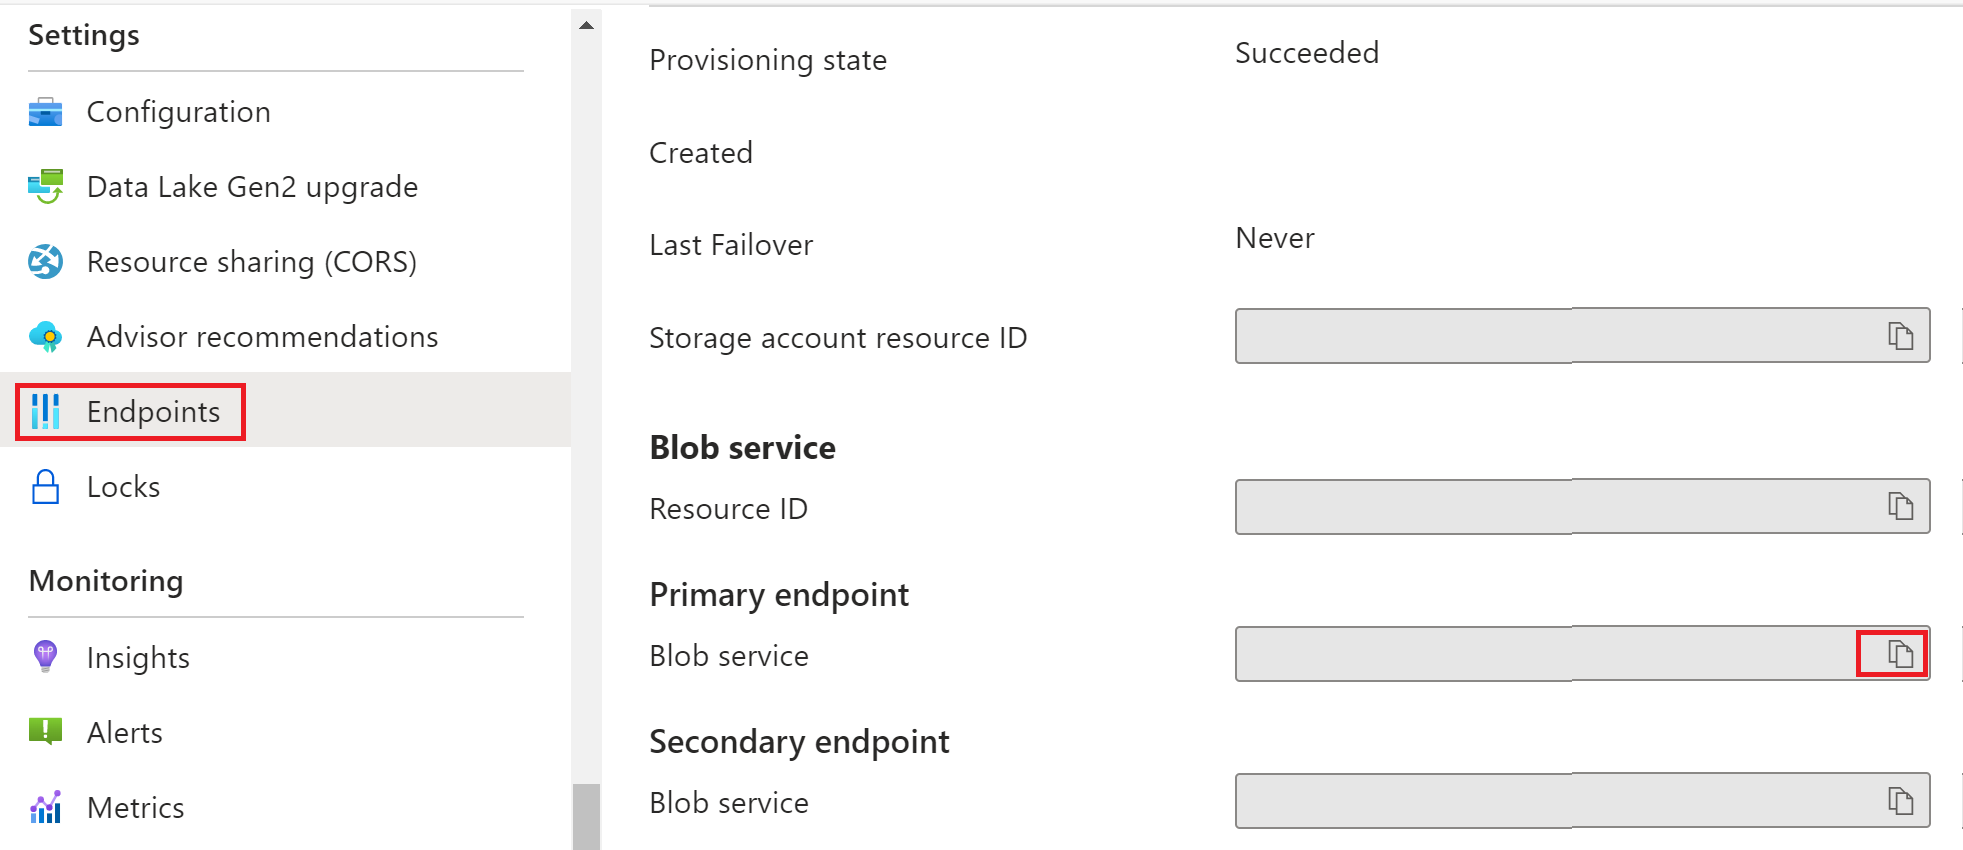 Settings
Configuration
Data Lake Gen2 upgrade
Resource sharing (CORS)
Advisor recommendations
Endpoints
Locks
Monitoring
Insights
Alerts
Metrics
Provisioning state
Succeeded
Created
Last Failover
Never
Storage account resource ID
Blob service
Resource ID
Primary endpoint
Blob service
Secondary endpoint
Blob service